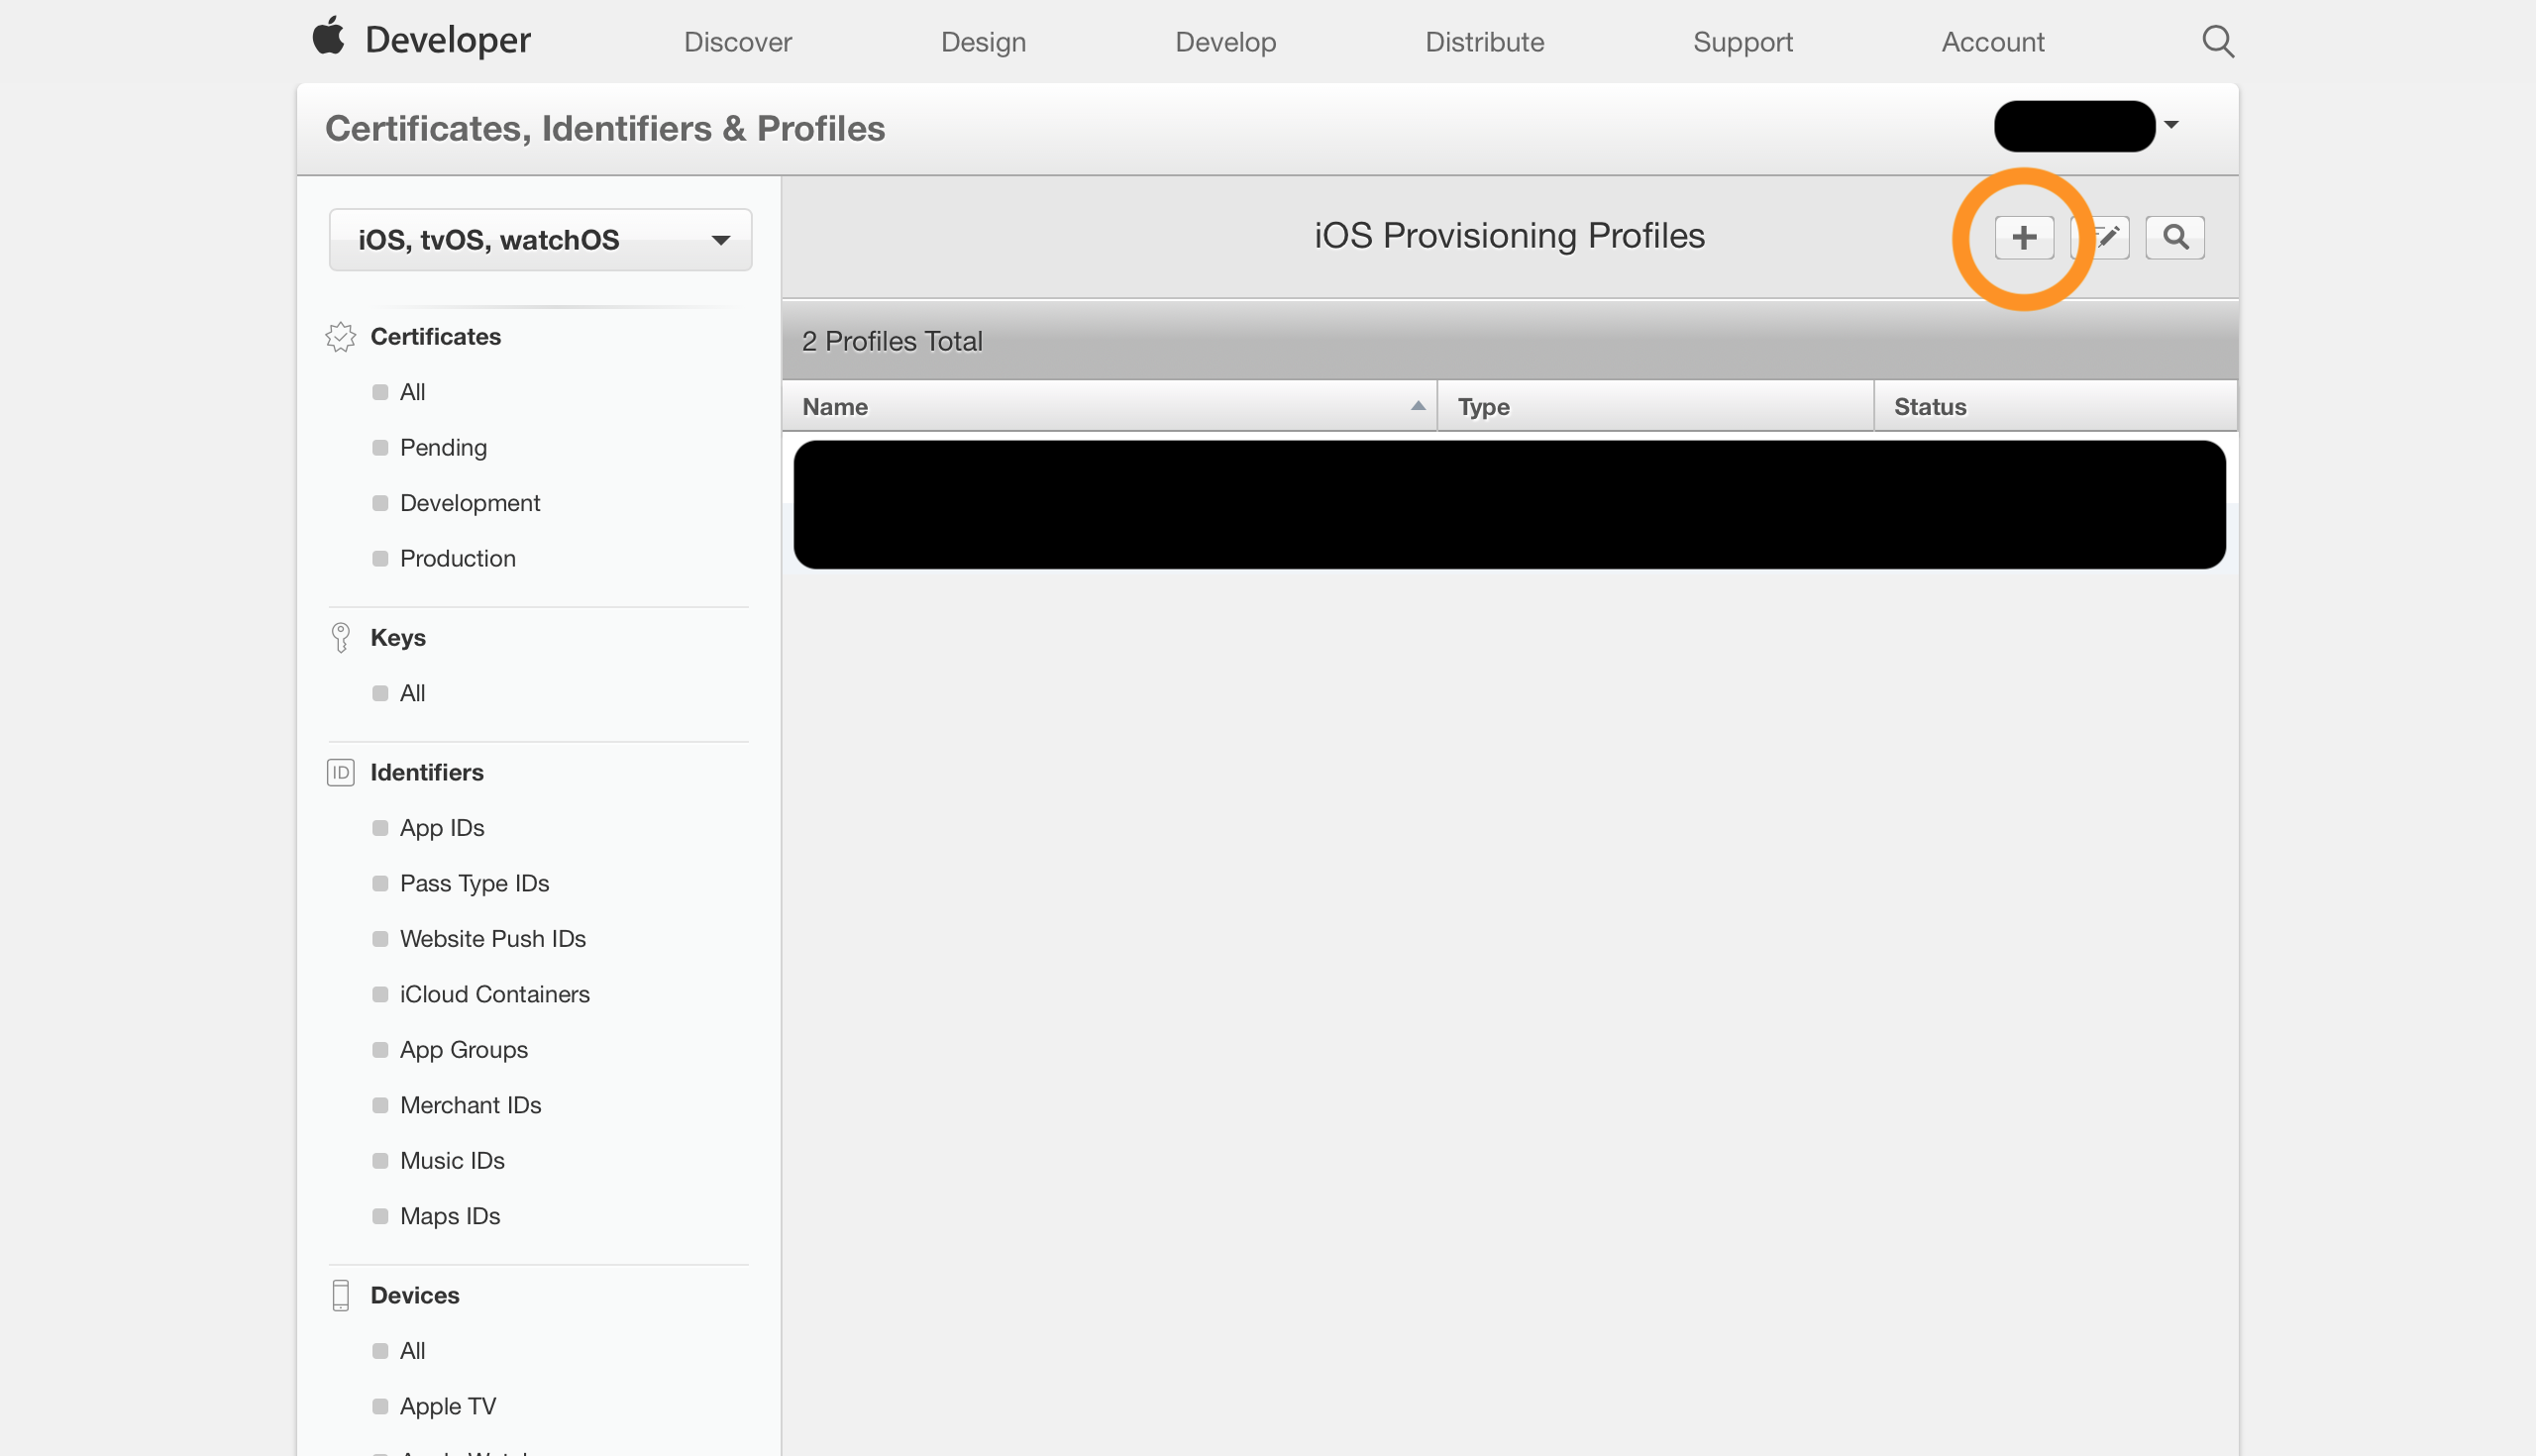 Developer
Discover
Design
Develop
Distribute
Support
Account
Certificates, Identifiers & Profiles
iOS, tvOS, watchOS
Certificates
All
Pending
Development
Production
Keys
All
ID
Identifiers
App IDs
Pass Type IDs
Website Push IDs
iCloud Containers
App Groups
Merchant IDs
Music IDs
Maps IDs
Devices
All
Apple TV
iOS Provisioning Profiles
2 Profiles Total
Name
Type
Status